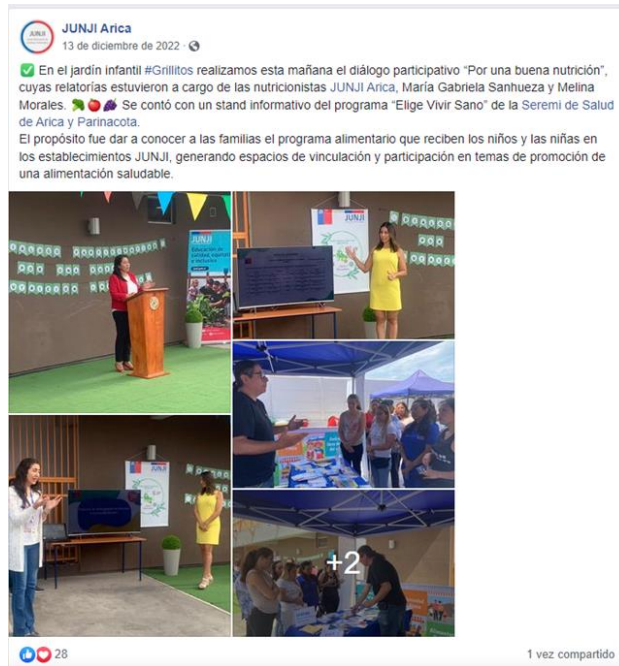 JUNJI Arica
13 de diciembre de 2022 ·
En el jardín infantil #Grillitos realizamos esta mañana el diálogo participativo “Por una buena nutrición”,
cuyas relatorías estuvieron a cargo de las nutricionistas JUNJI Arica, María Gabriela Sanhueza y Melina
Morales. Se contó con un stand informativo del programa “Elige Vivir Sano” de la Seremi de Salud
de Arica y Parinacota.
El propósito fue dar a conocer a las familias el programa alimentario que reciben los niños y las niñas en
los establecimientos JUNJI, generando espacios de vinculación y participación en temas de promoción de
una alimentación saludable.
JUNJI
Educación de
JUNJI
JUNJI
+2
28
1 vez compartido